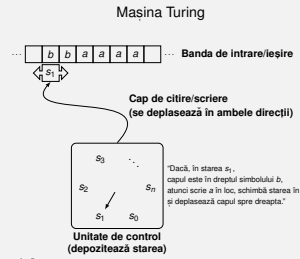 Mașina Turing
··· b b a a a a ··· Banda de intrare/ieșire
s1
Cap de citire/scriere
(se deplasează în ambele direcții)
s3 ⋱
s2 sn
s1 s0
"Dacă, în starea s1,
capul este în dreptul simbolului b,
atunci scrie a în loc, schimbă starea în
și deplasează capul spre dreapta."
Unitate de control
(depozitează starea)